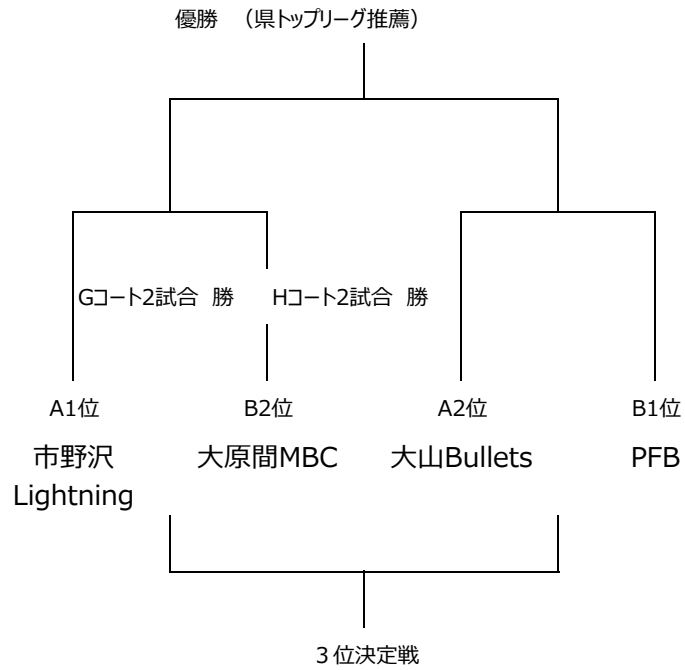 優勝 （県トップリーグ推薦）
Gコート2試合 勝 Hコート2試合 勝
A1位 B2位 A2位 B1位
市野沢 大原間MBC 大山Bullets PFB
Lightning
３位決定戦